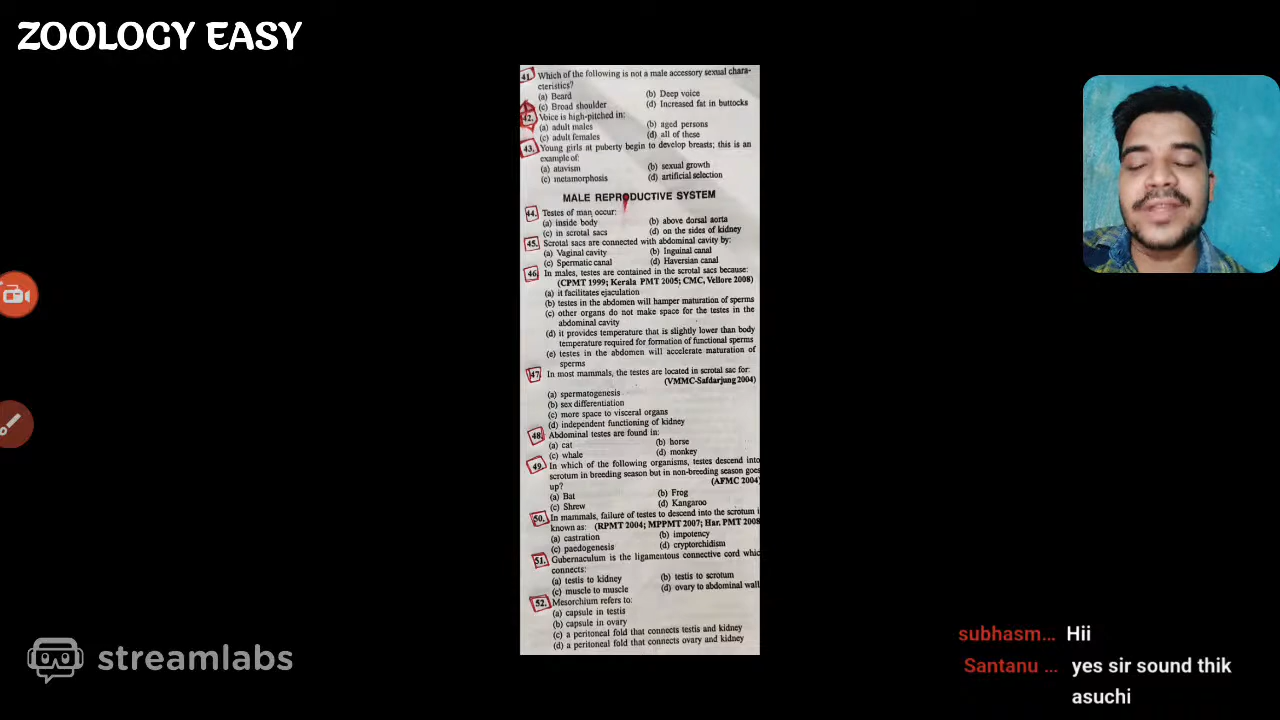 ZOOLOGY EASY
41. Which of the following is not a male accessory sexual chara-
cteristics?
(a) Beard (b) Deep voice
(c) Broad shoulder (d) Increased fat in buttocks
42. Voice is high-pitched in:
(a) adult males (b) aged persons
(c) adult females (d) all of these
43. Young girls at puberty begin to develop breasts; this is an
example of:
(a) atavism (b) sexual growth
(c) metamorphosis (d) artificial selection
MALE REPRODUCTIVE SYSTEM
44. Testes of man occur:
(a) inside body (b) above dorsal aorta
(c) in scrotal sacs (d) on the sides of kidney
45. Scrotal sacs are connected with abdominal cavity by:
(a) Vaginal cavity (b) Inguinal canal
(c) Spermatic canal (d) Haversian canal
46. In males, testes are contained in the scrotal sacs because:
(CPMT 1999; Kerala PMT 2005; CMC, Vellore 2008)
(a) it facilitates ejaculation
(b) testes in the abdomen will hamper maturation of sperms
(c) other organs do not make space for the testes in the
abdominal cavity
(d) it provides temperature that is slightly lower than body
temperature required for formation of functional sperms
(e) testes in the abdomen will accelerate maturation of
sperms
47. In most mammals, the testes are located in scrotal sac for:
(VMMC-Safdarjung 2004)
(a) spermatogenesis
(b) sex differentiation
(c) more space to visceral organs
(d) independent functioning of kidney
48. Abdominal testes are found in:
(a) cat (b) horse
(c) whale (d) monkey
49. In which of the following organisms, testes descend into
scrotum in breeding season but in non-breeding season goes
up? (AFMC 2004)
(a) Bat (b) Frog
(c) Shrew (d) Kangaroo
50. In mammals, failure of testes to descend into the scrotum i
known as: (RPMT 2004; MPPMT 2007; Har. PMT 2008
(a) castration (b) impotency
(c) paedogenesis (d) cryptorchidism
51. Gubernaculum is the ligamentous connective cord whic
connects:
(a) testis to kidney (b) testis to scrotum
(c) muscle to muscle (d) ovary to abdominal wall
52. Mesorchium refers to:
(a) capsule in testis
(b) capsule in ovary
(c) a peritoneal fold that connects testis and kidney
(d) a peritoneal fold that connects ovary and kidney
streamlabs
subhasm... Hii
Santanu ... yes sir sound thik
asuchi